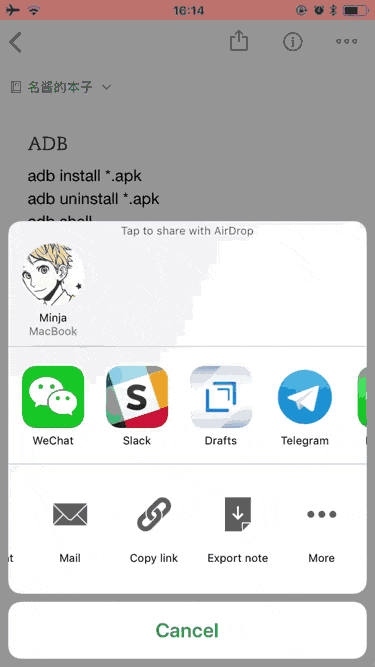 16:14
名酱的本子
ADB
adb install *.apk
adb uninstall *.apk
adb shell
Tap to share with AirDrop
Minja
MacBook
WeChat
Slack
Drafts
Telegram
Mail
Copy link
Export note
More
Cancel